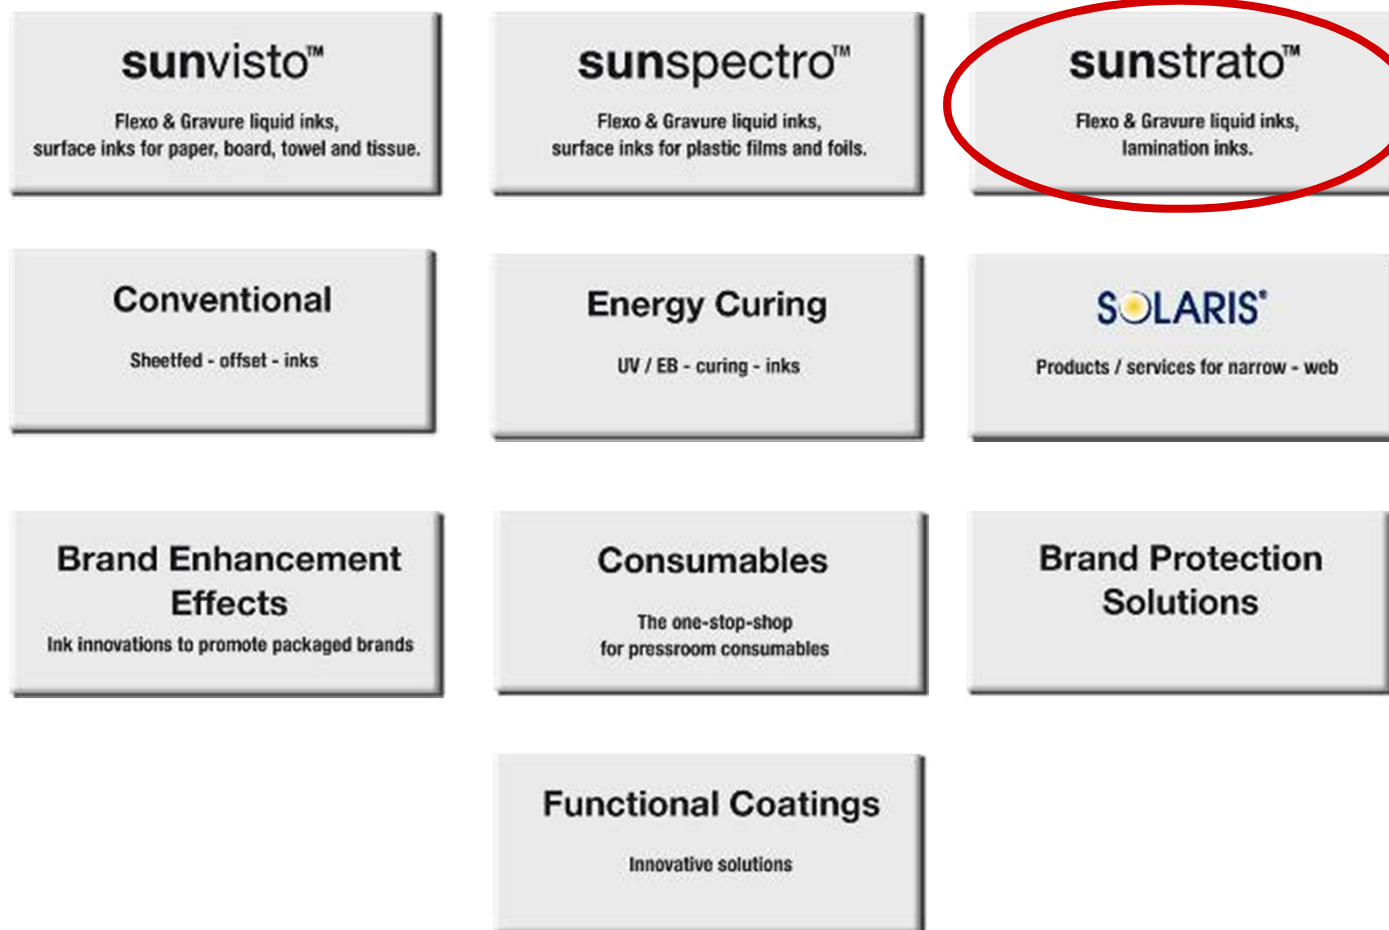 sunvisto™
Flexo & Gravure liquid inks,
surface inks for paper, board, towel and tissue.
sunspectro™
Flexo & Gravure liquid inks,
surface inks for plastic films and foils.
sunstrato™
Flexo & Gravure liquid inks,
lamination inks.
Conventional
Sheetfed - offset - inks
Energy Curing
UV / EB - curing - inks
SOLARIS®
Products / services for narrow - web
Brand Enhancement
Effects
Ink innovations to promote packaged brands
Consumables
The one-stop-shop
for pressroom consumables
Brand Protection
Solutions
Functional Coatings
Innovative solutions